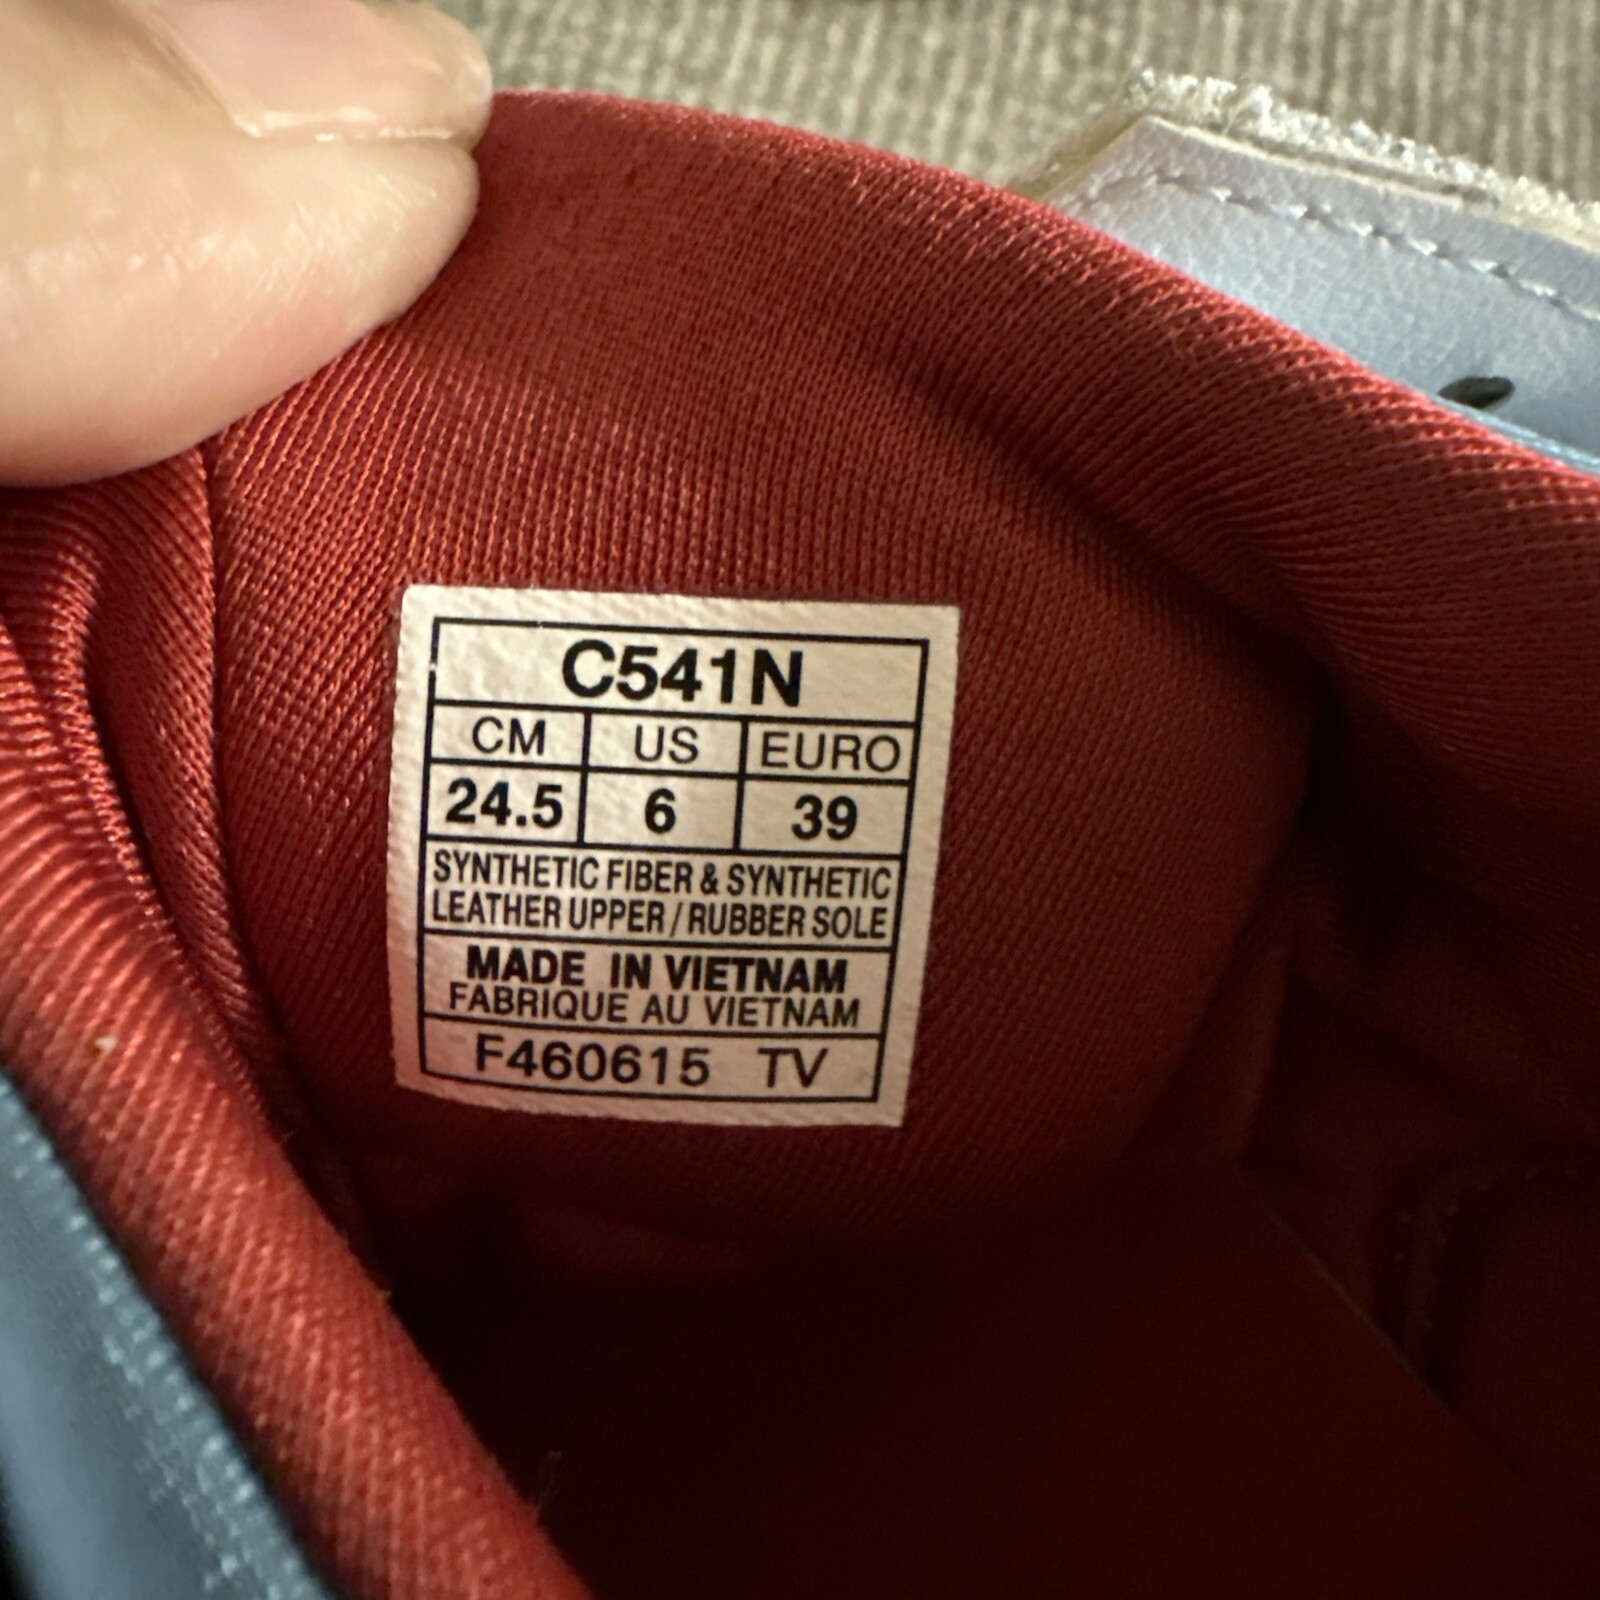 C541N
CM US EURO
24.5 6 39
SYNTHETIC FIBER & SYNTHETIC
LEATHER UPPER / RUBBER SOLE
MADE IN VIETNAM
FABRIQUE AU VIETNAM
F460615 TV